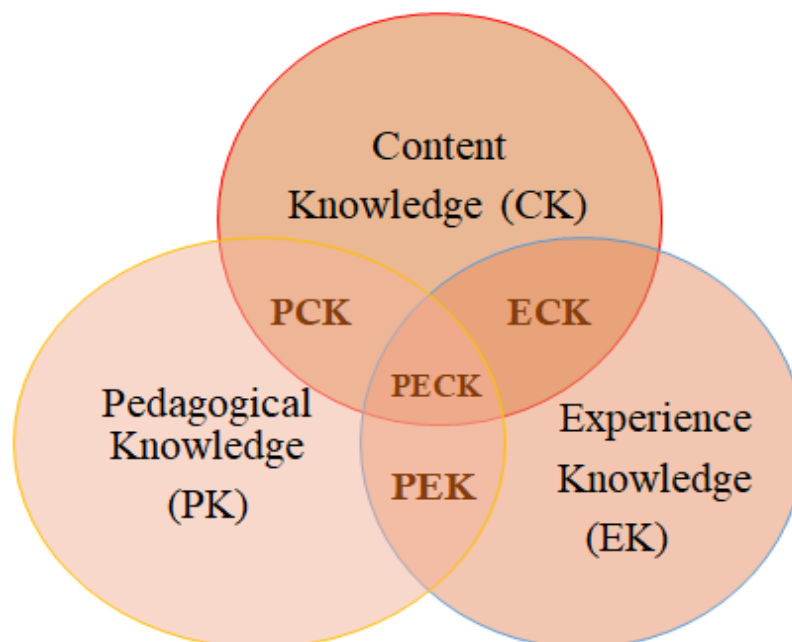 Content
Knowledge (CK)
PCK
ECK
PECK
Pedagogical
Knowledge
(PK)
PEK
Experience
Knowledge
(EK)